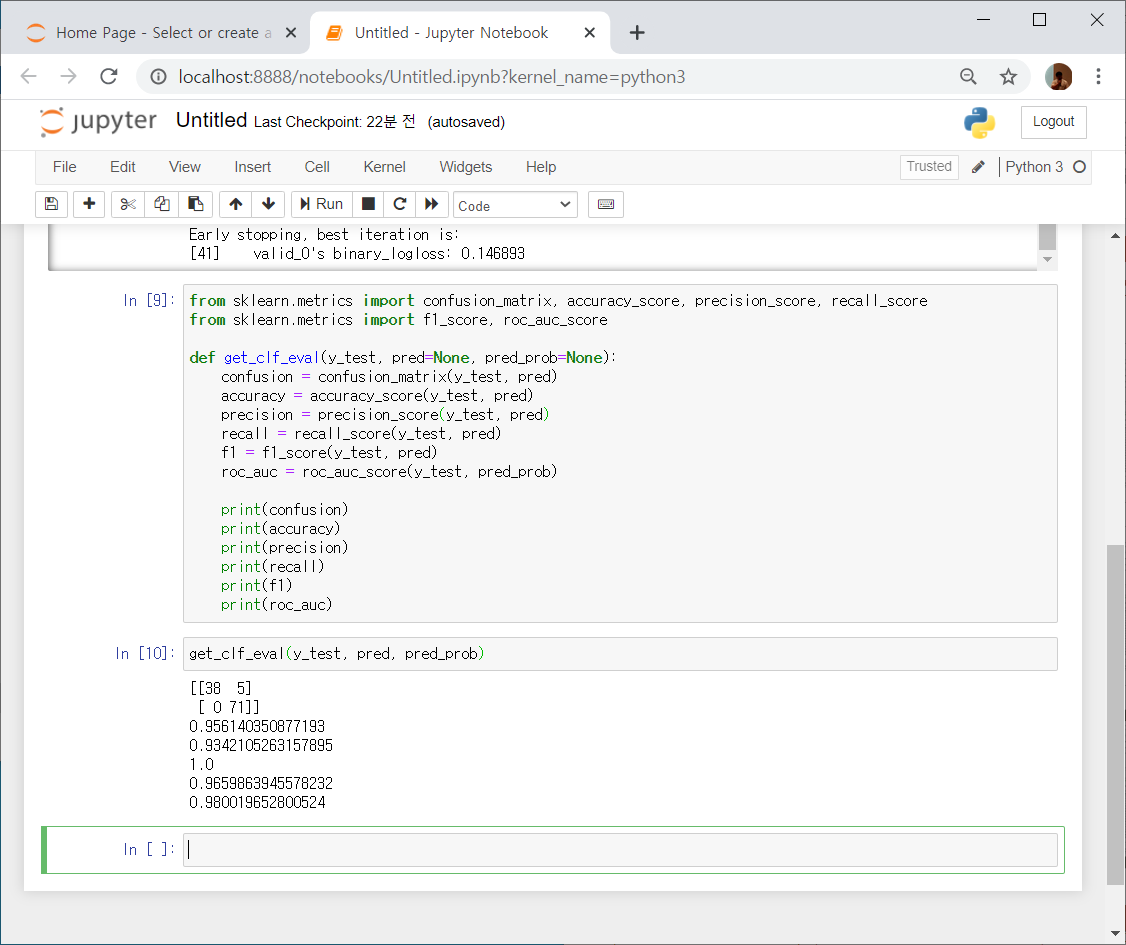 Home Page - Select or create a
Untitled - Jupyter Notebook
localhost:8888/notebooks/Untitled.ipynb?kernel_name=python3
jupyter Untitled Last Checkpoint: 22분 전 (autosaved)
Logout
File Edit View Insert Cell Kernel Widgets Help
Trusted Python 3
Run Code
Early stopping, best iteration is:
[41]    valid_0's binary_logloss: 0.146893
In [9]:
from sklearn.metrics import confusion_matrix, accuracy_score, precision_score, recall_score
from sklearn.metrics import f1_score, roc_auc_score
def get_clf_eval(y_test, pred=None, pred_prob=None):
    confusion = confusion_matrix(y_test, pred)
    accuracy = accuracy_score(y_test, pred)
    precision = precision_score(y_test, pred)
    recall = recall_score(y_test, pred)
    f1 = f1_score(y_test, pred)
    roc_auc = roc_auc_score(y_test, pred_prob)
    print(confusion)
    print(accuracy)
    print(precision)
    print(recall)
    print(f1)
    print(roc_auc)
In [10]:
get_clf_eval(y_test, pred, pred_prob)
[[38  5]
 [ 0 71]]
0.956140350877193
0.9342105263157895
1.0
0.9659863945578232
0.980019652800524
In [ ]: